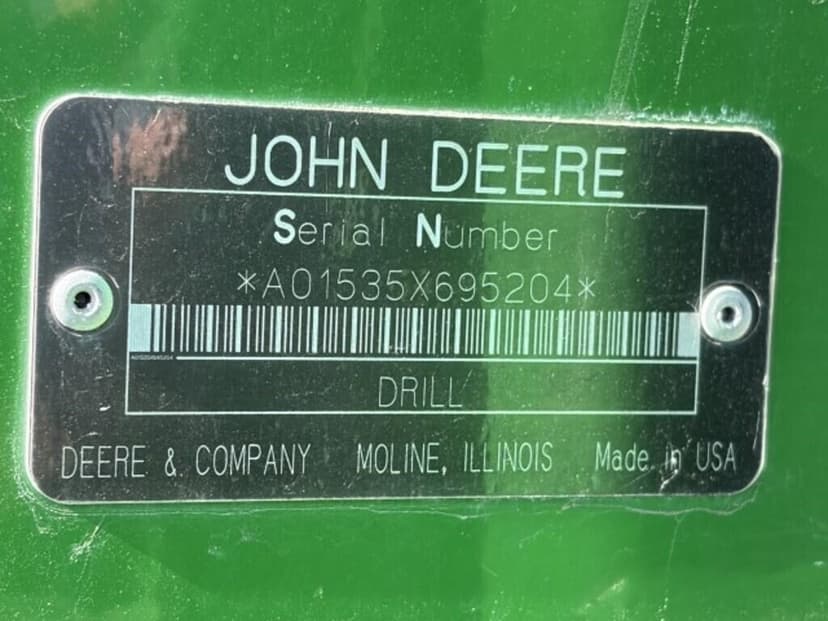 JOHN DEERE
Serial Number
*A01535X695204*
DRILL
DEERE & COMPANY MOLINE, ILLINOIS Made in USA